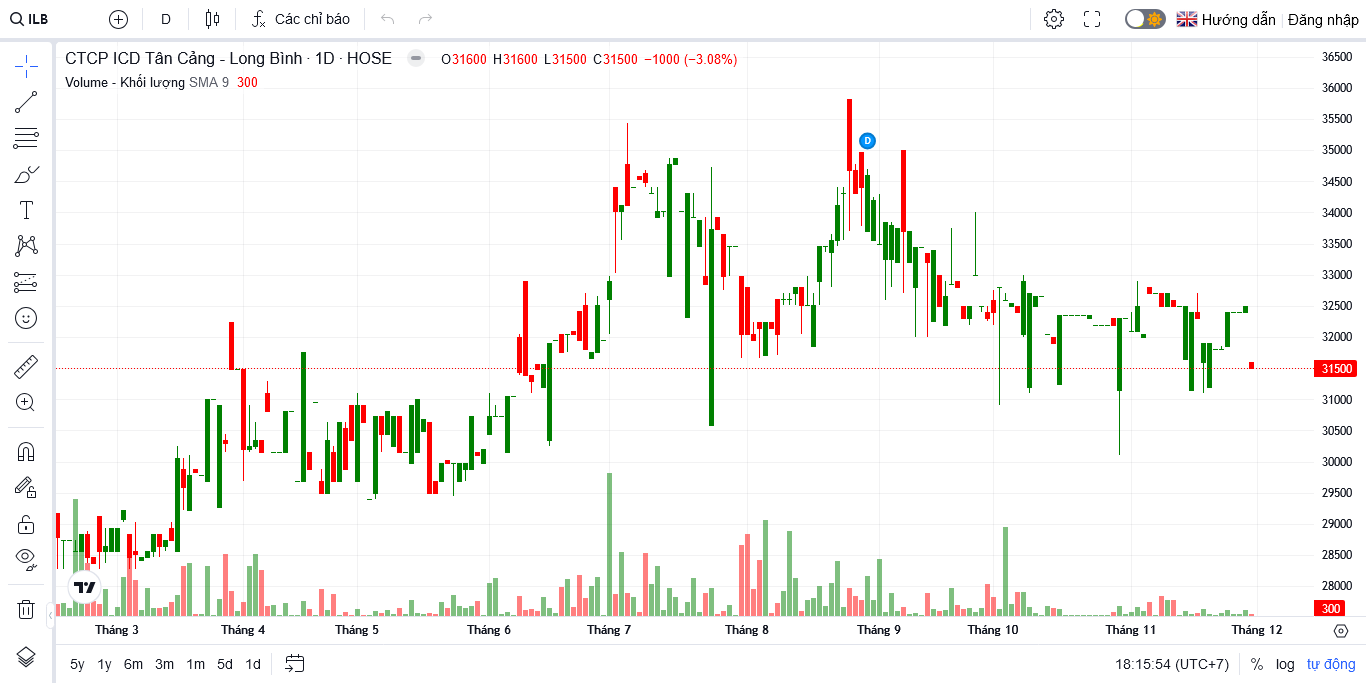 ILB D Các chỉ báo Hướng dẫn Đăng nhập
CTCP ICD Tân Cảng - Long Bình · 1D · HOSE O31600 H31600 L31500 C31500 −1000 (−3.08%)
Volume - Khối lượng SMA 9 300
36500
36000
35500
35000
34500
34000
33500
33000
32500
32000
31500
31000
30500
30000
29500
29000
28500
28000
300
D
T
Tháng 3 Tháng 4 Tháng 5 Tháng 6 Tháng 7 Tháng 8 Tháng 9 Tháng 10 Tháng 11 Tháng 12
5y 1y 6m 3m 1m 5d 1d 18:15:54 (UTC+7) % log tự động